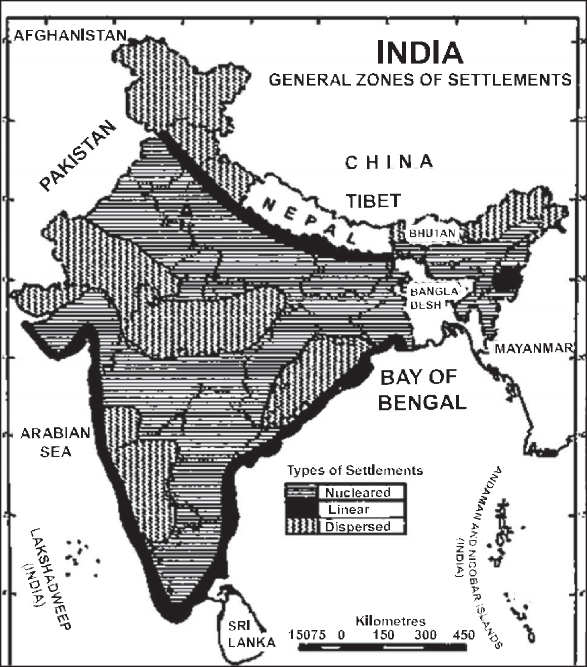 AFGHANISTAN
INDIA
GENERAL ZONES OF SETTLEMENTS
PAKISTAN
CHINA
TIBET
NEPAL
BHUTAN
BANGLA
DESH
MAYANMAR
BAY OF
BENGAL
ARABIAN
SEA
Types of Settlements
Nucleared
Linear
Dispersed
LAKSHADWEEP
(INDIA)
ANDAMAN AND NICOBAR ISLANDS
(INDIA)
SRI
LANKA
Kilometres
15075 0 150 300 450